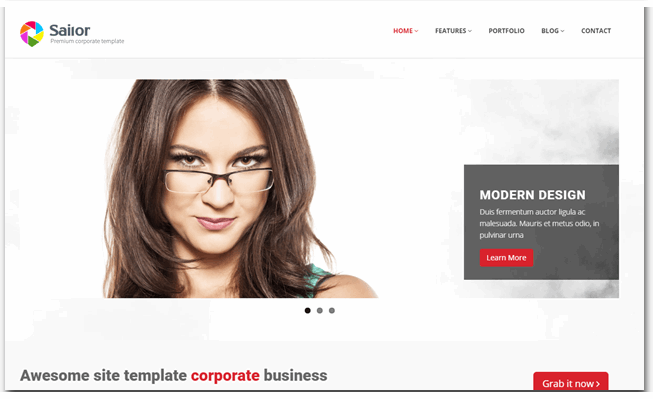 Sailor
Premium corporate template
HOME
FEATURES
PORTFOLIO
BLOG
CONTACT
MODERN DESIGN
Duis fermentum auctor ligula ac
malesuada. Mauris et metus odio, in
pulvinar urna
Learn More
Awesome site template corporate business
Grab it now